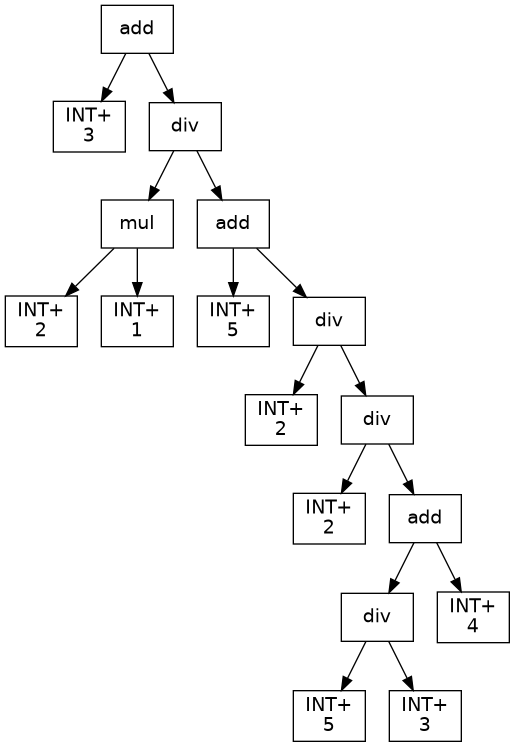 add
INT+
3
div
mul
add
INT+
2
INT+
1
INT+
5
div
INT+
2
div
INT+
2
add
div
INT+
4
INT+
5
INT+
3